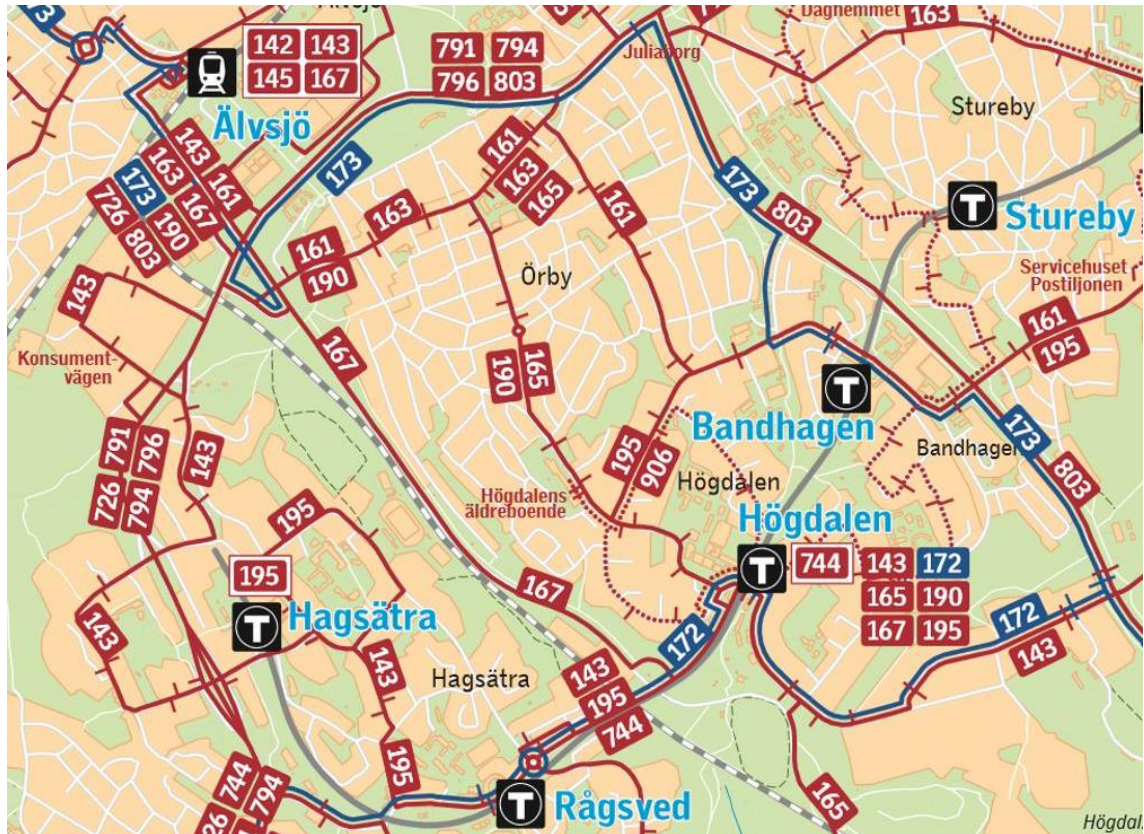 Älvsjö
Daghemmet
163
142 143
145 167
791 794
796 803
Juliaborg
Älvsjö
Stureby
173
143
163 161
173 167
726 190
803
161
163
165
163
161
173
803
Stureby
161
190
Örby
Servicehuset
Postiljonen
143
167
161
195
Konsument-
vägen
190 165
Bandhagen
173
791 796
726 794
143
195
906
Högdalen
Bandhagen
803
195
Högdalens
äldreboende
Högdalen
195
744 143 172
165 190
167 195
Hagsätra
167
172
143
143
172
143
Hagsätra
143
195
744
195
744
794
165
Rågsved